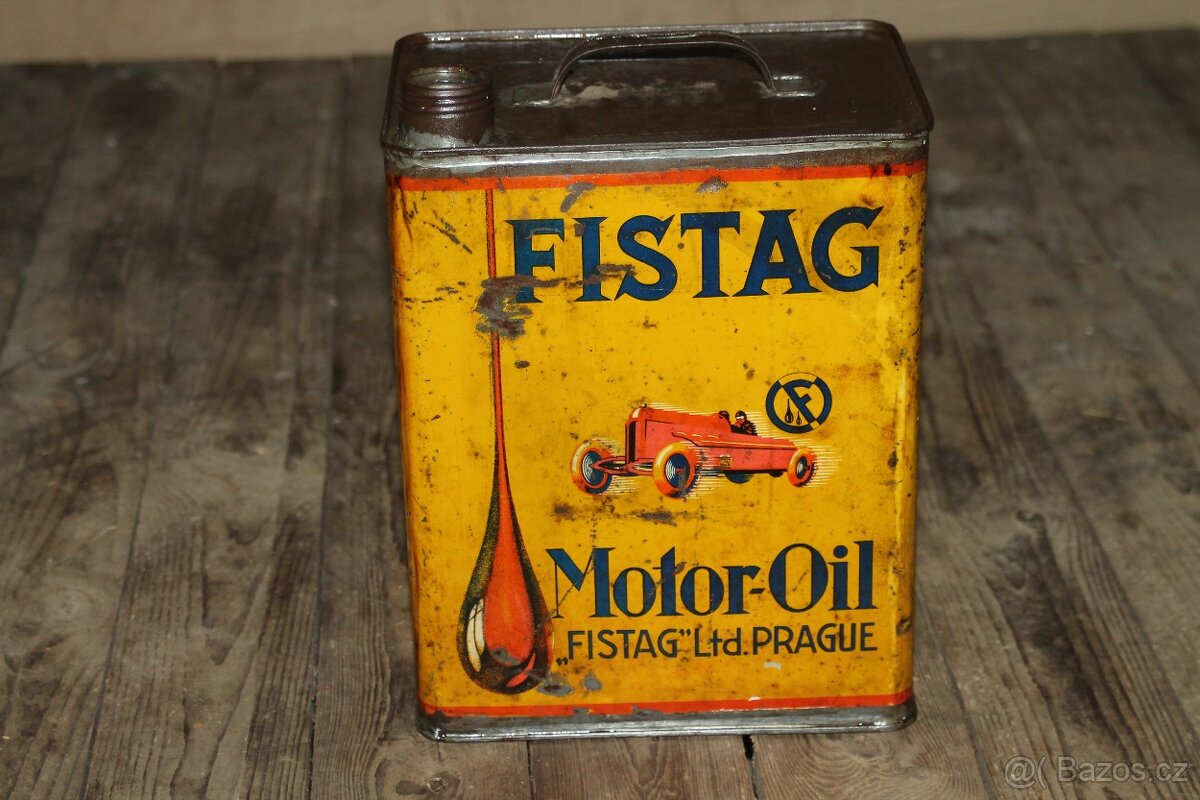 FISTAG
F
Motor-Oil
„FISTAG" Ltd. PRAGUE
@( Bazos.cz